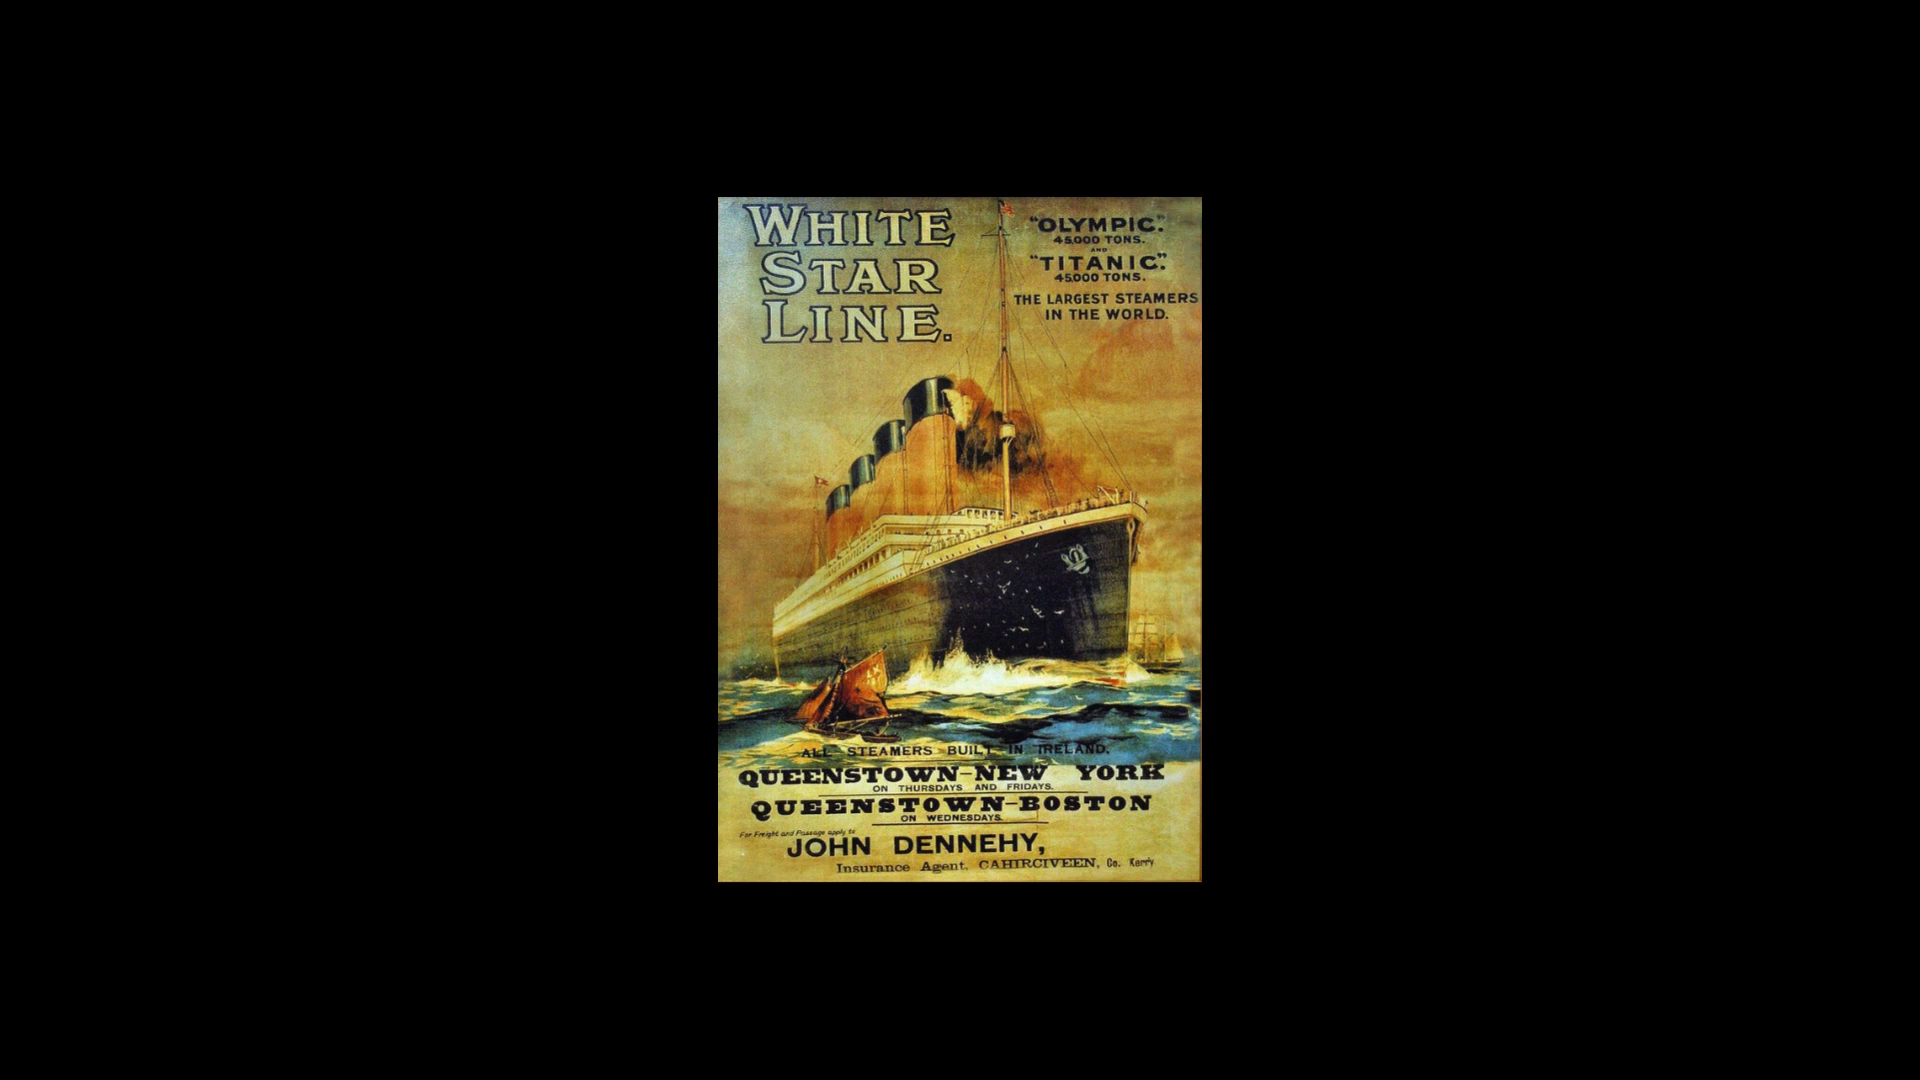 WHITE
STAR
LINE.
"OLYMPIC."
45,000 TONS.
AND
"TITANIC."
45,000 TONS.
THE LARGEST STEAMERS
IN THE WORLD.
ALL STEAMERS BUILT IN IRELAND.
QUEENSTOWN-NEW YORK
ON THURSDAYS AND FRIDAYS.
QUEENSTOWN-BOSTON
ON WEDNESDAYS.
For Freight and Passage apply to
JOHN DENNEHY,
Insurance Agent, CAHIRCIVEEN, Co. Kerry